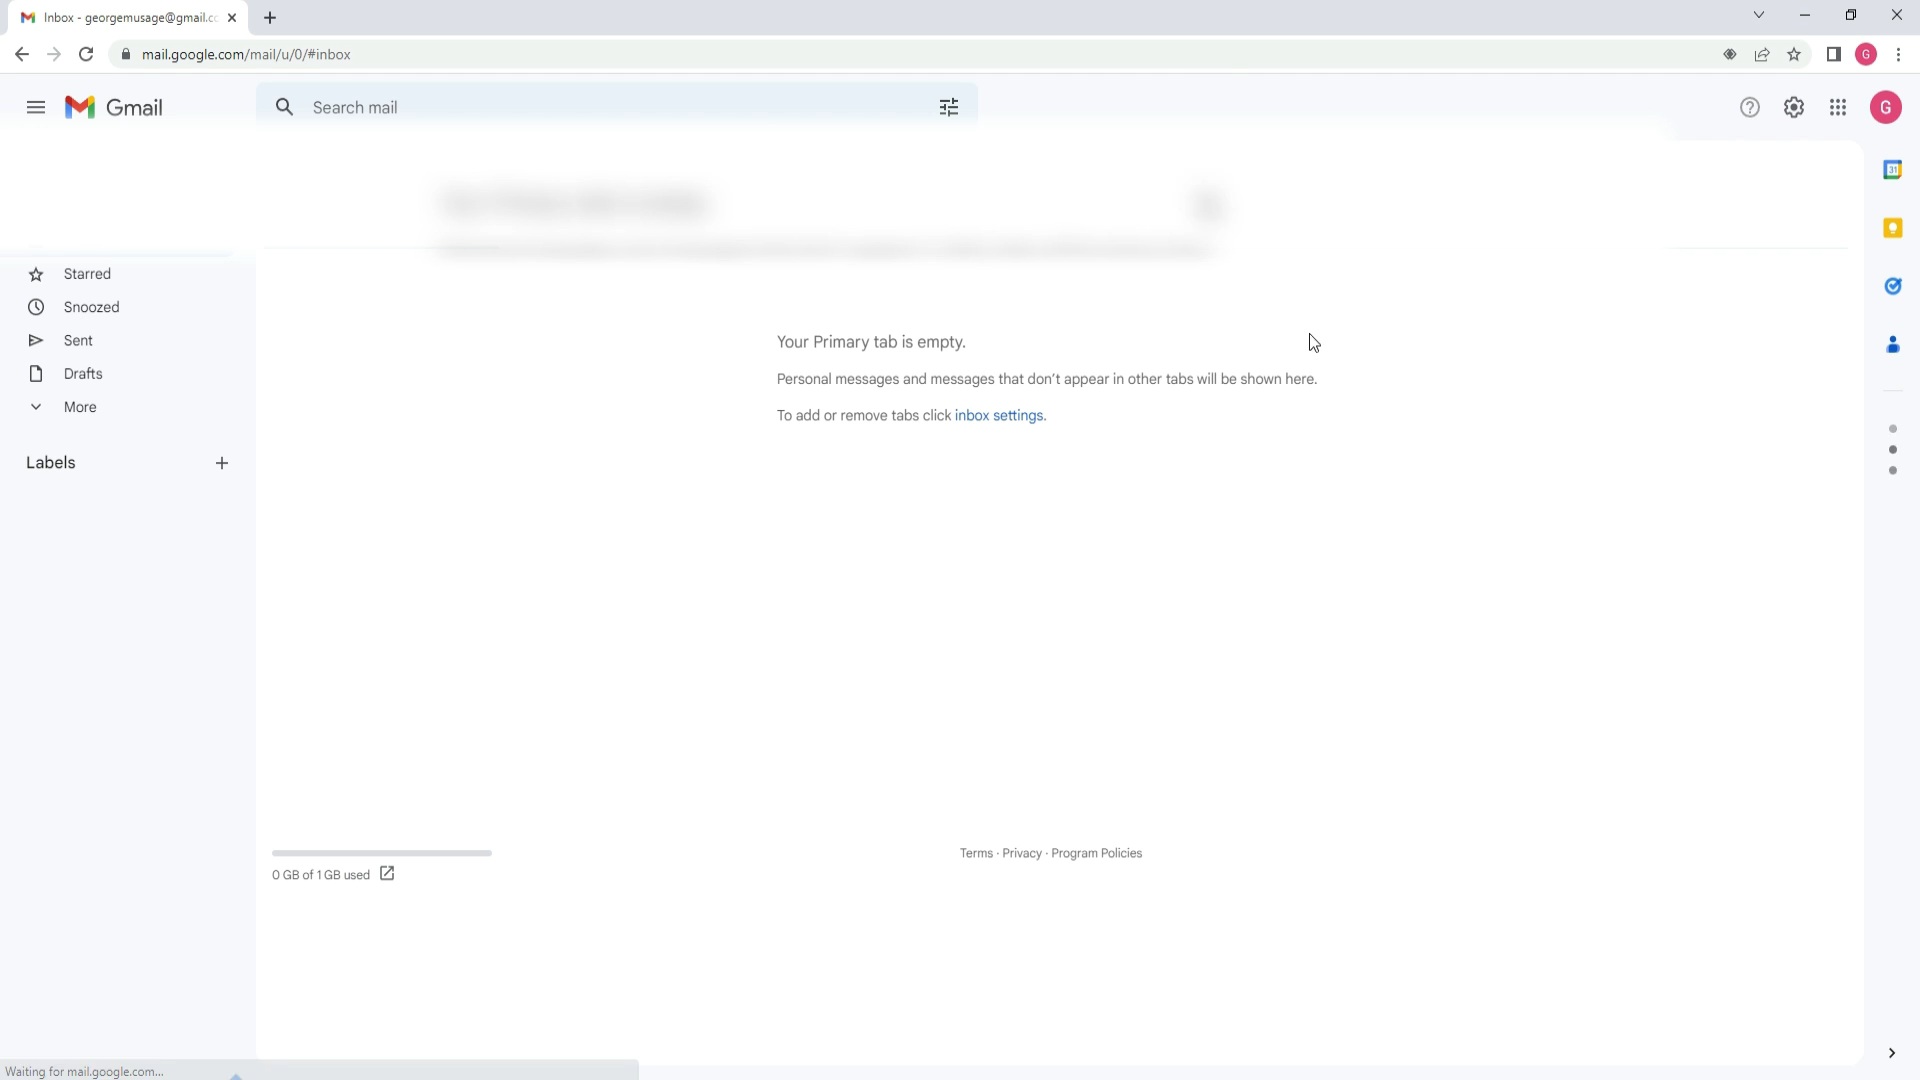 Inbox - georgemusage@gmail.cc
mail.google.com/mail/u/0/#inbox
G
Gmail
Search mail
G
31
Starred
Snoozed
Sent
Drafts
More
Labels
Your Primary tab is empty.
Personal messages and messages that don't appear in other tabs will be shown here.
To add or remove tabs click inbox settings.
Terms · Privacy · Program Policies
0 GB of 1 GB used
Waiting for mail.google.com...